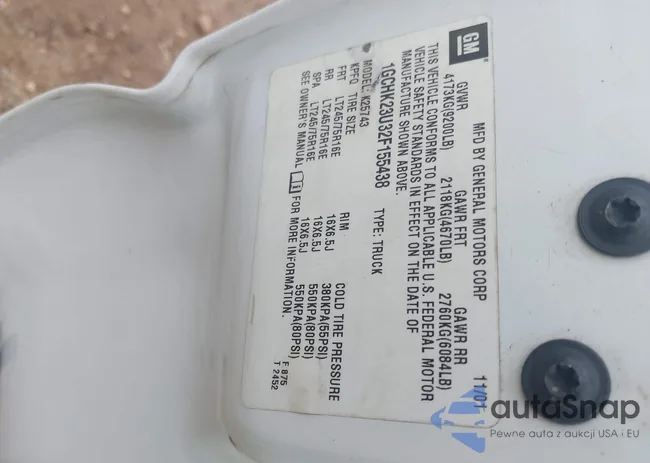 GM
MFD BY GENERAL MOTORS CORP 11/01
GVWR GAWR FRT GAWR RR
4173KG(9200LB) 2118KG(4670LB) 2760KG(6084LB)
THIS VEHICLE CONFORMS TO ALL APPLICABLE U.S. FEDERAL MOTOR
VEHICLE SAFETY STANDARDS IN EFFECT ON THE DATE OF
MANUFACTURE SHOWN ABOVE.
1GCHK23U32F155438 TYPE: TRUCK
MODEL: K25743
KPFQ TIRE SIZE RIM COLD TIRE PRESSURE
FRT LT245/75R16E 16X6.5J 380KPA(55PSI)
RR LT245/75R16E 16X6.5J 550KPA(80PSI)
SPA LT245/75R16E 16X6.5J 550KPA(80PSI)
SEE OWNER'S MANUAL FOR MORE INFORMATION.
F 875
T 2452
autaSnap
Pewne auta z aukcji USA i EU